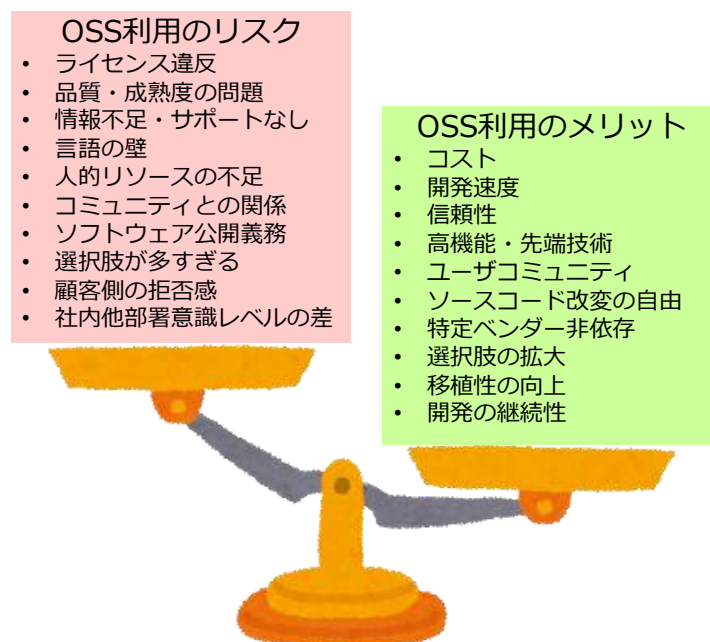 OSS利用のリスク
• ライセンス違反
• 品質・成熟度の問題
• 情報不足・サポートなし
• 言語の壁
• 人的リソースの不足
• コミュニティとの関係
• ソフトウェア公開義務
• 選択肢が多すぎる
• 顧客側の拒否感
• 社内他部署意識レベルの差
OSS利用のメリット
• コスト
• 開発速度
• 信頼性
• 高機能・先端技術
• ユーザコミュニティ
• ソースコード改変の自由
• 特定ベンダー非依存
• 選択肢の拡大
• 移植性の向上
• 開発の継続性